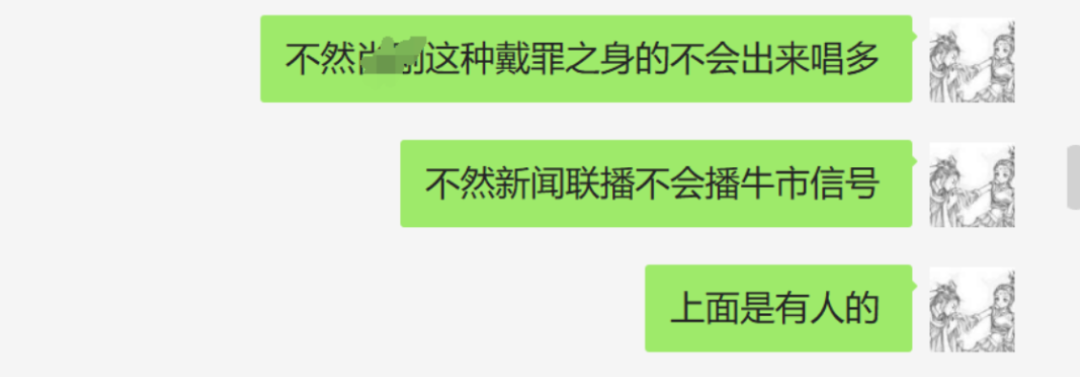 不然这种戴罪之身的不会出来唱多
不然新闻联播不会播牛市信号
上面是有人的